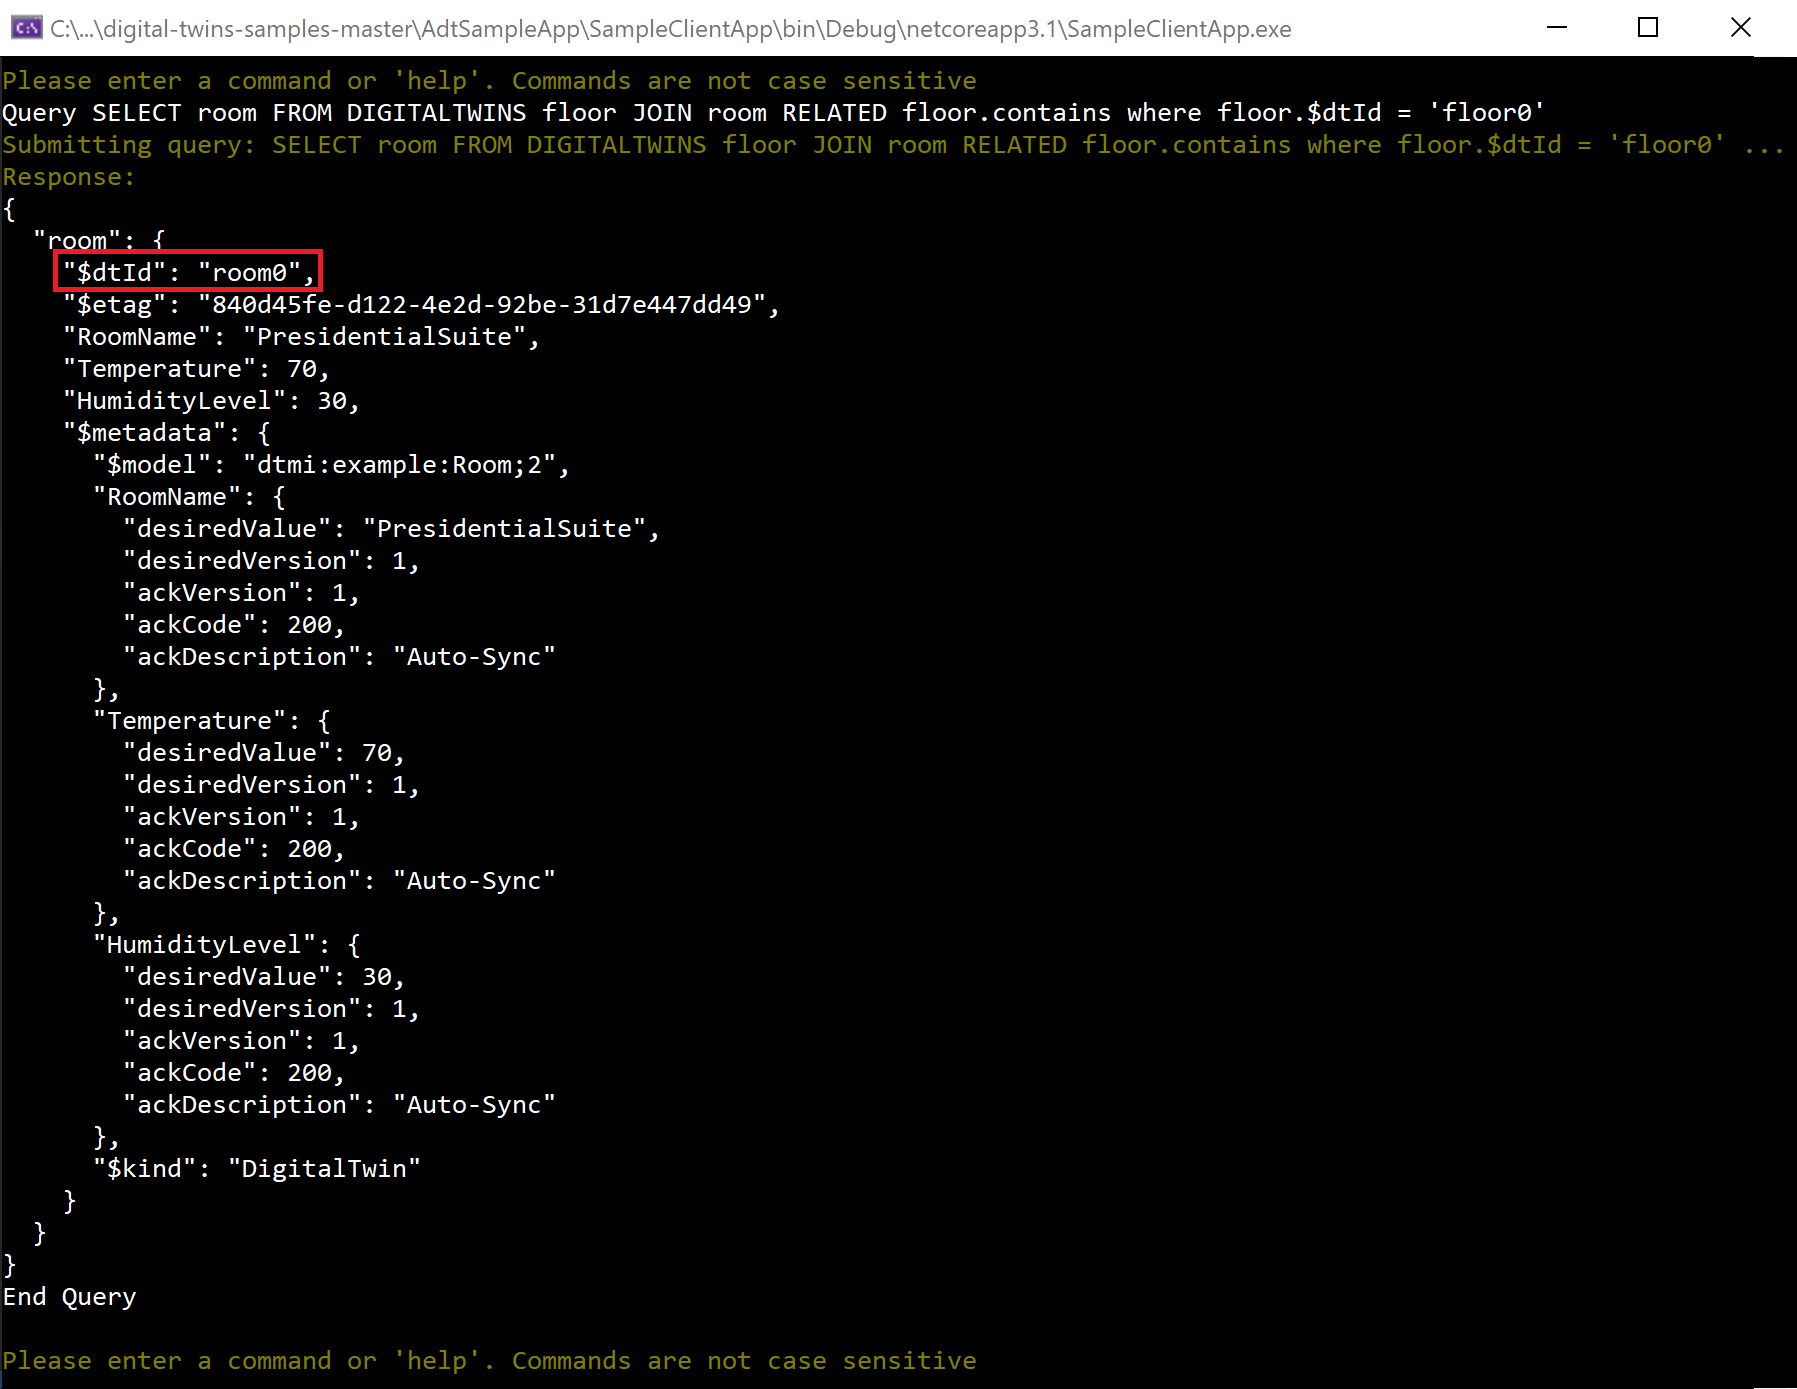 C:\...\digital-twins-samples-master\AdtSampleApp\SampleClientApp\bin\Debug\netcoreapp3.1\SampleClientApp.exe
Please enter a command or 'help'. Commands are not case sensitive
Query SELECT room FROM DIGITALTWINS floor JOIN room RELATED floor.contains where floor.$dtId = 'floor0'
Submitting query: SELECT room FROM DIGITALTWINS floor JOIN room RELATED floor.contains where floor.$dtId = 'floor0' ...
Response:
{
  "room": {
    "$dtId": "room0",
    "$etag": "840d45fe-d122-4e2d-92be-31d7e447dd49",
    "RoomName": "PresidentialSuite",
    "Temperature": 70,
    "HumidityLevel": 30,
    "$metadata": {
      "$model": "dtmi:example:Room;2",
      "RoomName": {
        "desiredValue": "PresidentialSuite",
        "desiredVersion": 1,
        "ackVersion": 1,
        "ackCode": 200,
        "ackDescription": "Auto-Sync"
      },
      "Temperature": {
        "desiredValue": 70,
        "desiredVersion": 1,
        "ackVersion": 1,
        "ackCode": 200,
        "ackDescription": "Auto-Sync"
      },
      "HumidityLevel": {
        "desiredValue": 30,
        "desiredVersion": 1,
        "ackVersion": 1,
        "ackCode": 200,
        "ackDescription": "Auto-Sync"
      },
      "$kind": "DigitalTwin"
    }
  }
}
End Query
Please enter a command or 'help'. Commands are not case sensitive